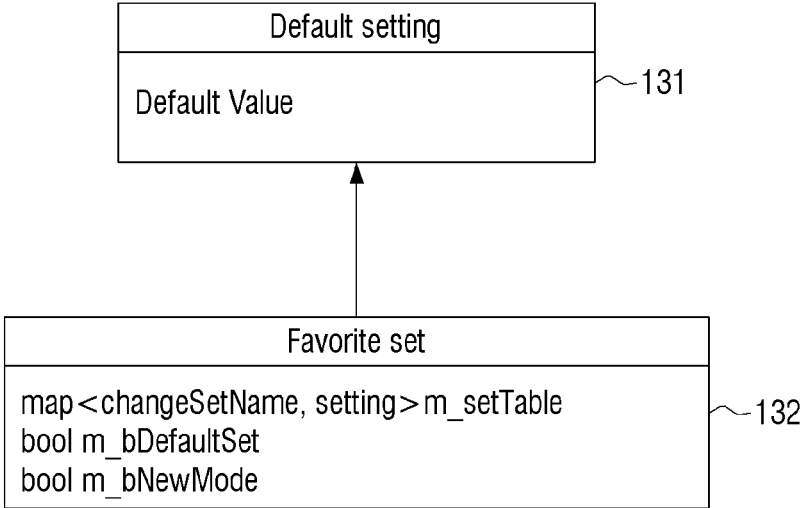 Default setting
Default Value
131
Favorite set
map<changeSetName, setting>m_setTable
bool m_bDefaultSet
bool m_bNewMode
132